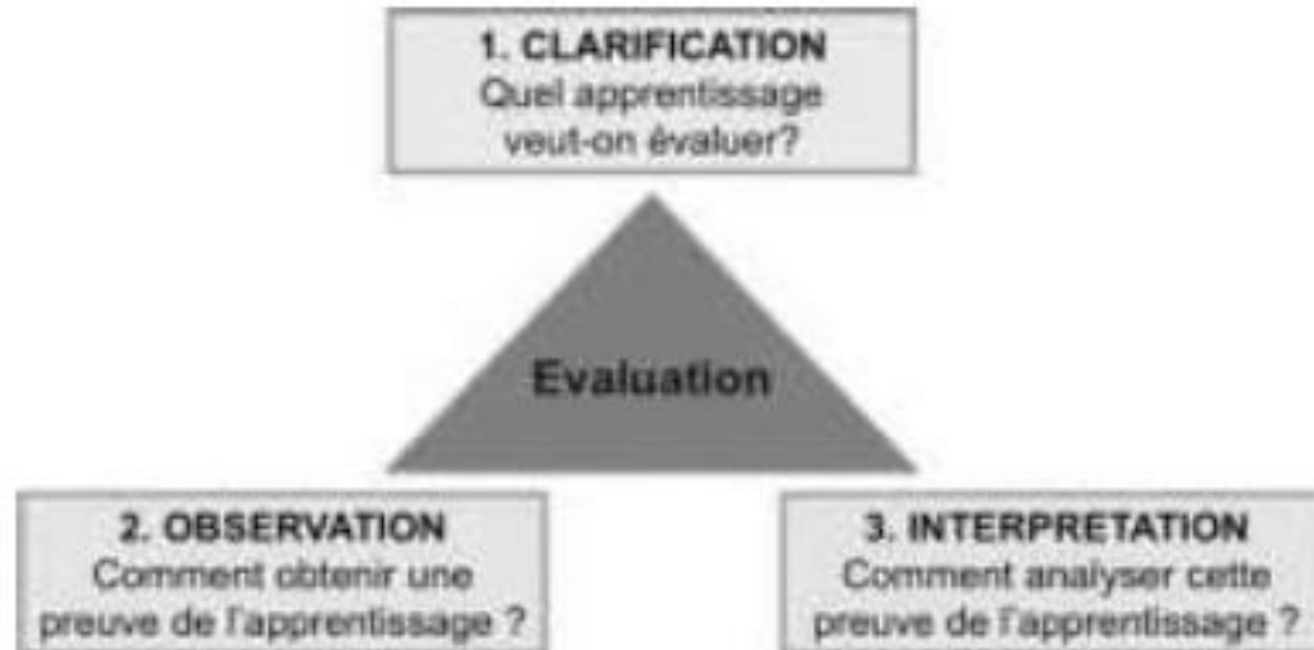 1. CLARIFICATION
Quel apprentissage
veut-on évaluer?
Evaluation
2. OBSERVATION
Comment obtenir une
preuve de l'apprentissage ?
3. INTERPRETATION
Comment analyser cette
preuve de l'apprentissage ?